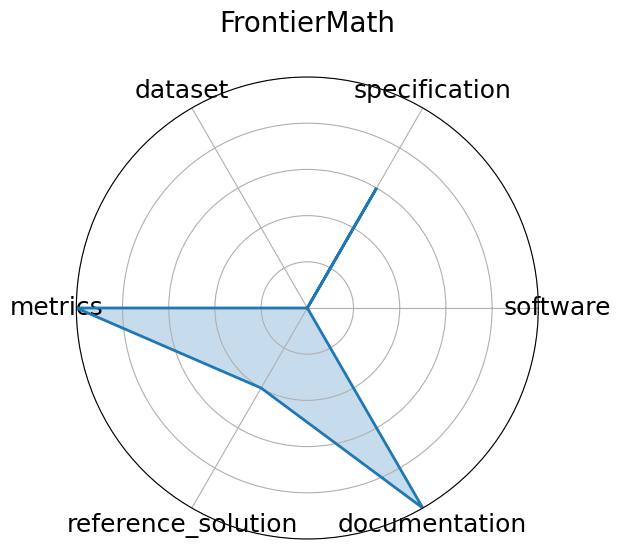 FrontierMath
dataset
specification
metrics
software
reference_solution
documentation